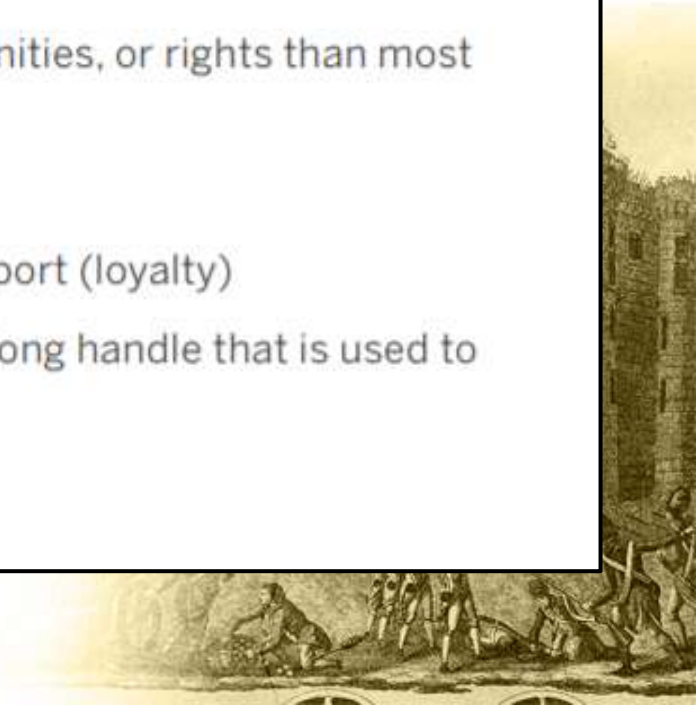 nities, or rights than most
port (loyalty)
ong handle that is used to